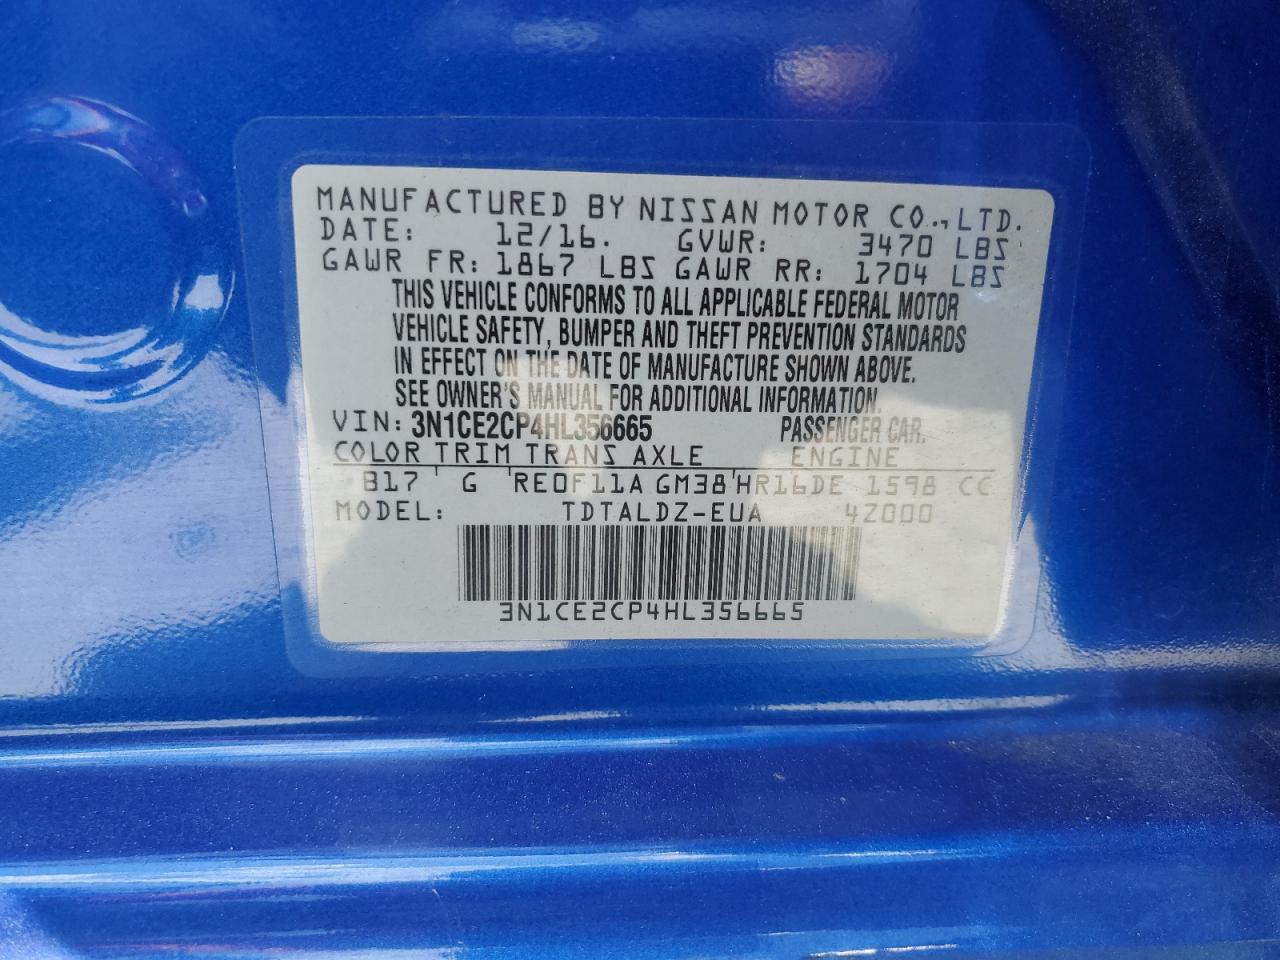 MANUFACTURED BY NISSAN MOTOR CO., LTD.
DATE: 12/16. GVWR: 3470 LBS
GAWR FR: 1867 LBS GAWR RR: 1704 LBS
THIS VEHICLE CONFORMS TO ALL APPLICABLE FEDERAL MOTOR
VEHICLE SAFETY, BUMPER AND THEFT PREVENTION STANDARDS
IN EFFECT ON THE DATE OF MANUFACTURE SHOWN ABOVE.
SEE OWNER'S MANUAL FOR ADDITIONAL INFORMATION.
VIN: 3N1CE2CP4HL356665 PASSENGER CAR.
COLOR TRIM TRANS AXLE ENGINE
B17 G RE0F11A GM38 HR16DE 1598 CC
MODEL: TDTALDZ-EUA 4Z000
3N1CE2CP4HL356665